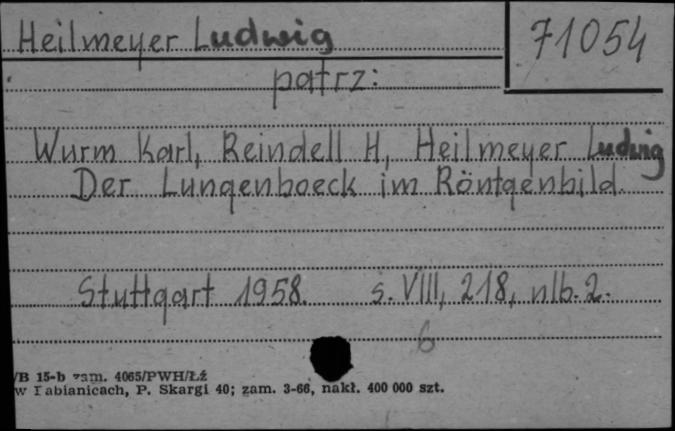 Heilmeyer Ludwig
71054
patrz:
Wurm Karl, Reindell H, Heilmeyer Ludwig
Der Lungenboeck im Röntgenbild.
Stuttgart 1958. s. VIII, 218, nlb. 2.
6
/B 15-b zam. 4065/PWH/Łź
w Pabianicach, P. Skargi 40; zam. 3-66, nakł. 400 000 szt.